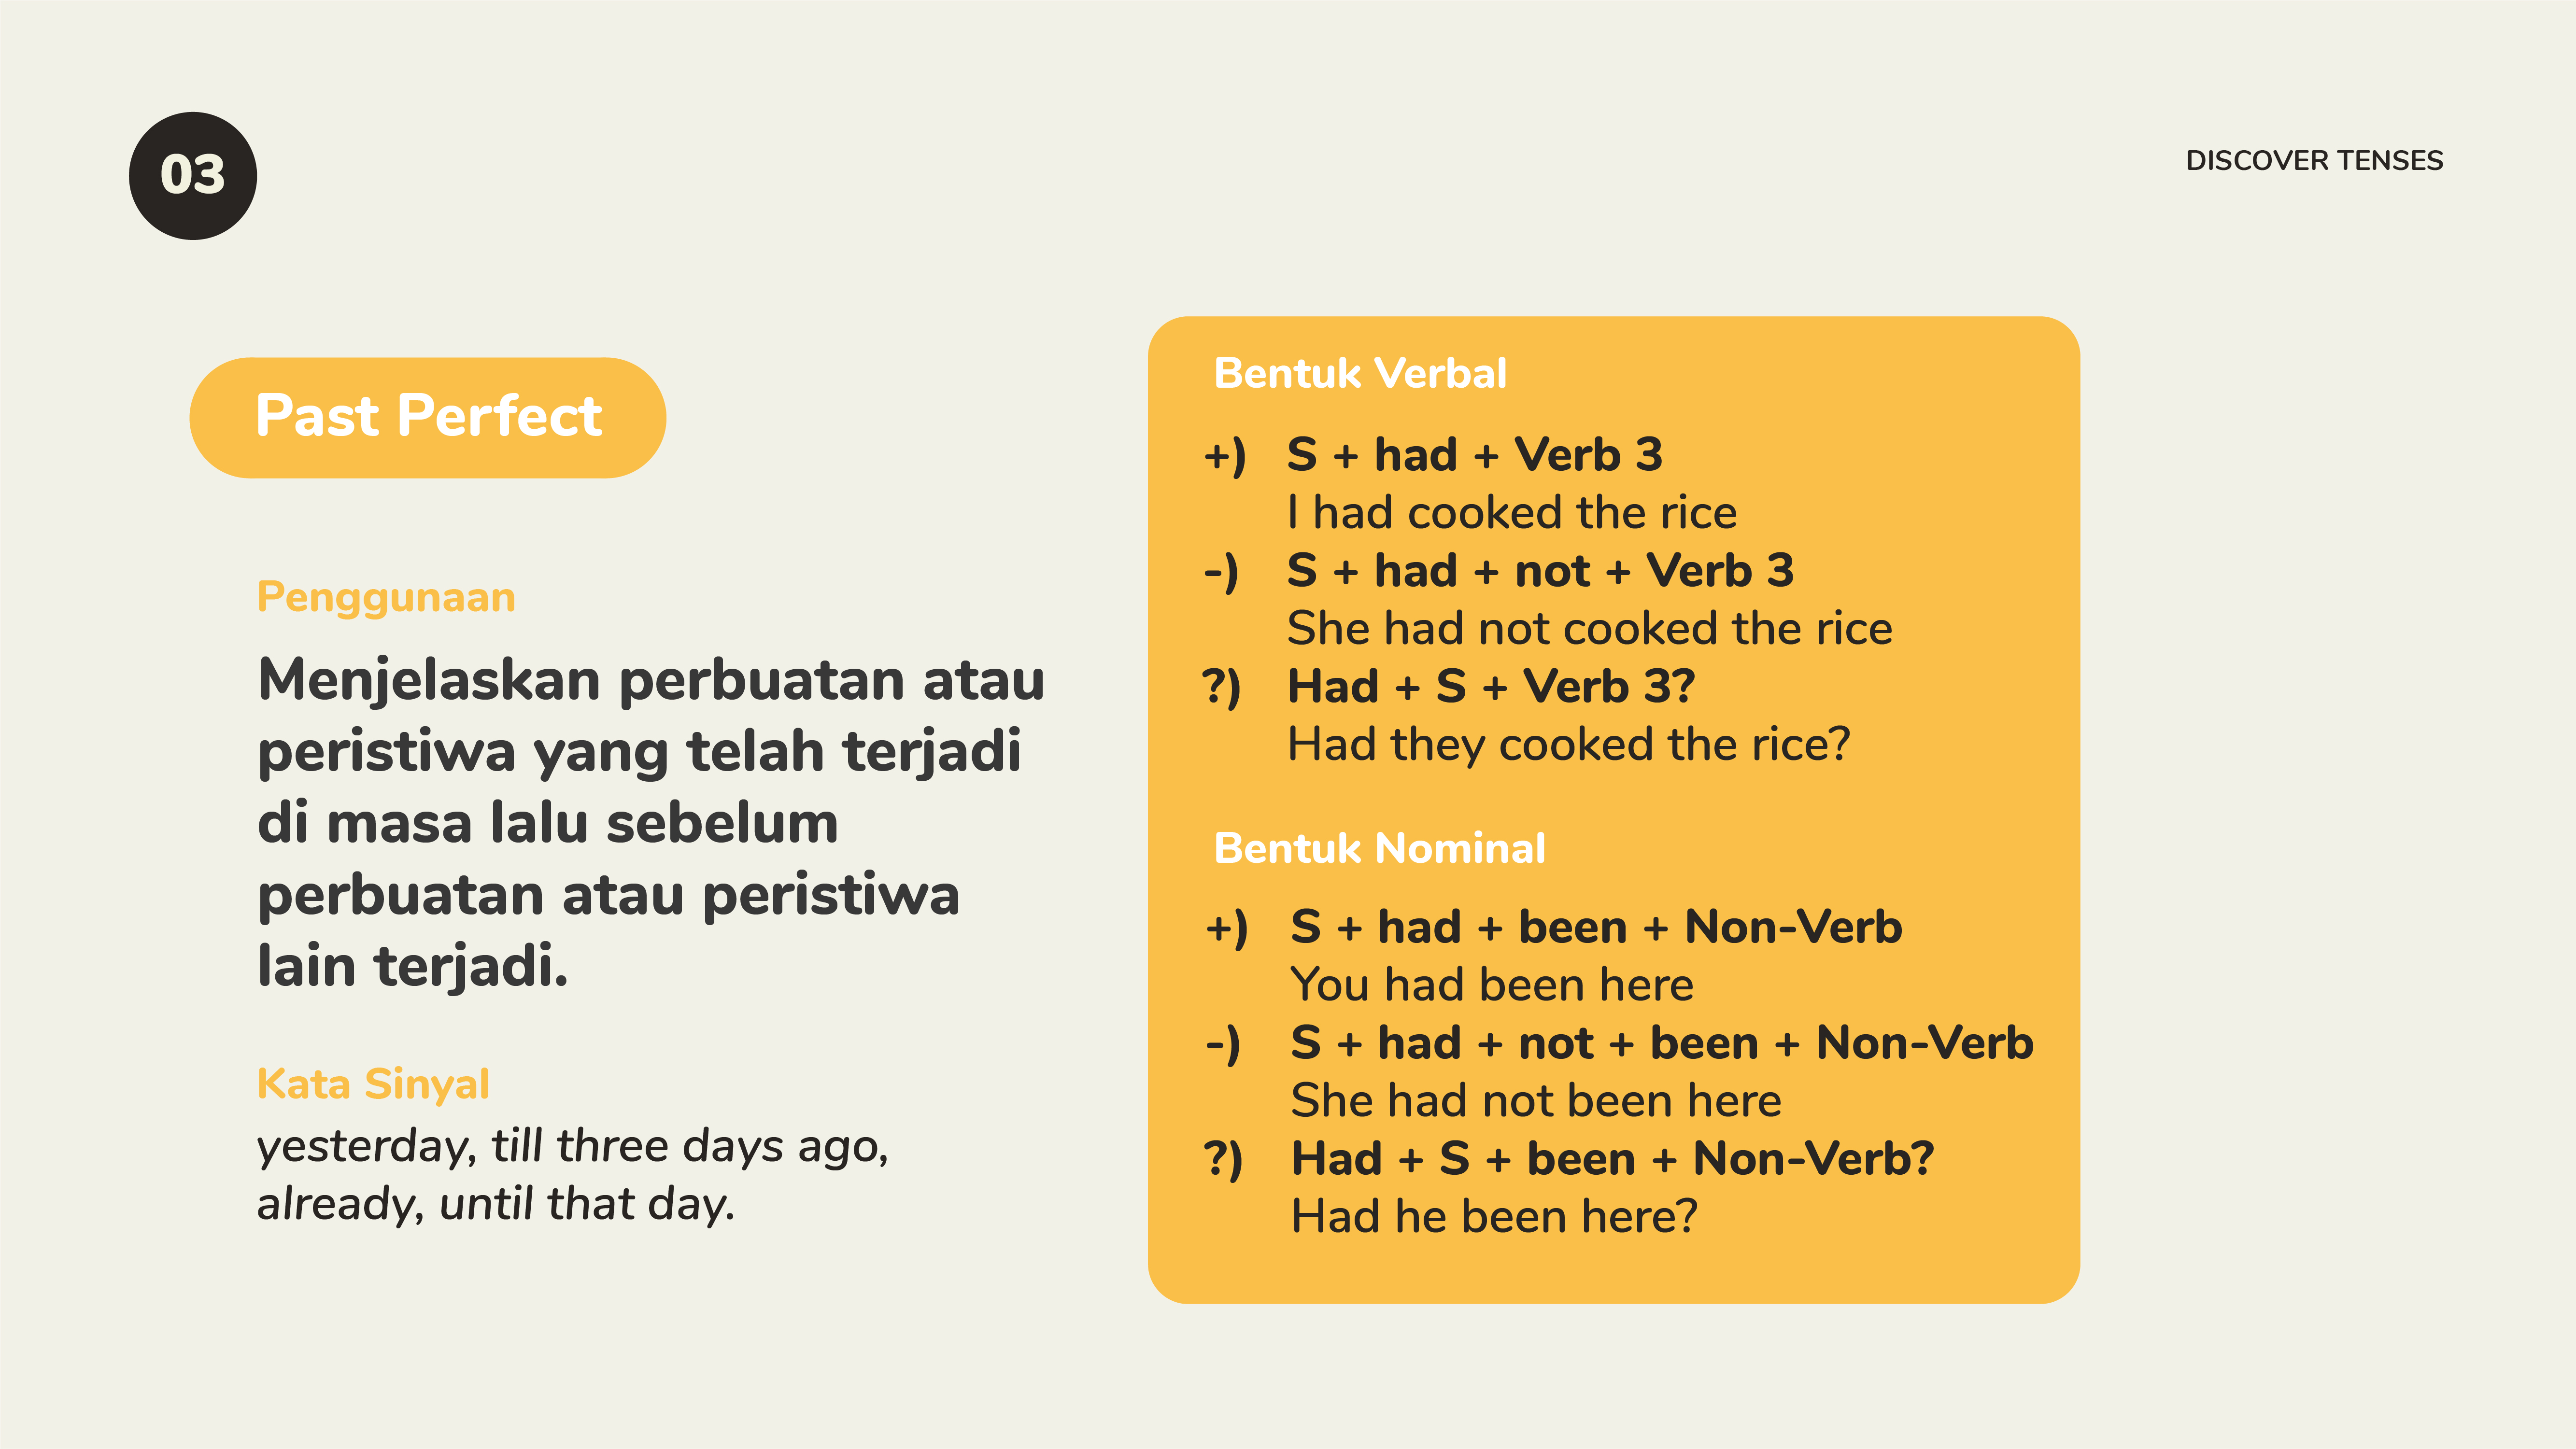 03
DISCOVER TENSES
Past Perfect
Penggunaan
Menjelaskan perbuatan atau
peristiwa yang telah terjadi
di masa lalu sebelum
perbuatan atau peristiwa
lain terjadi.
Kata Sinyal
yesterday, till three days ago,
already, until that day.
Bentuk Verbal
+) S + had + Verb 3
I had cooked the rice
-) S + had + not + Verb 3
She had not cooked the rice
?) Had + S + Verb 3?
Had they cooked the rice?
Bentuk Nominal
+) S + had + been + Non-Verb
You had been here
-) S + had + not + been + Non-Verb
She had not been here
?) Had + S + been + Non-Verb?
Had he been here?